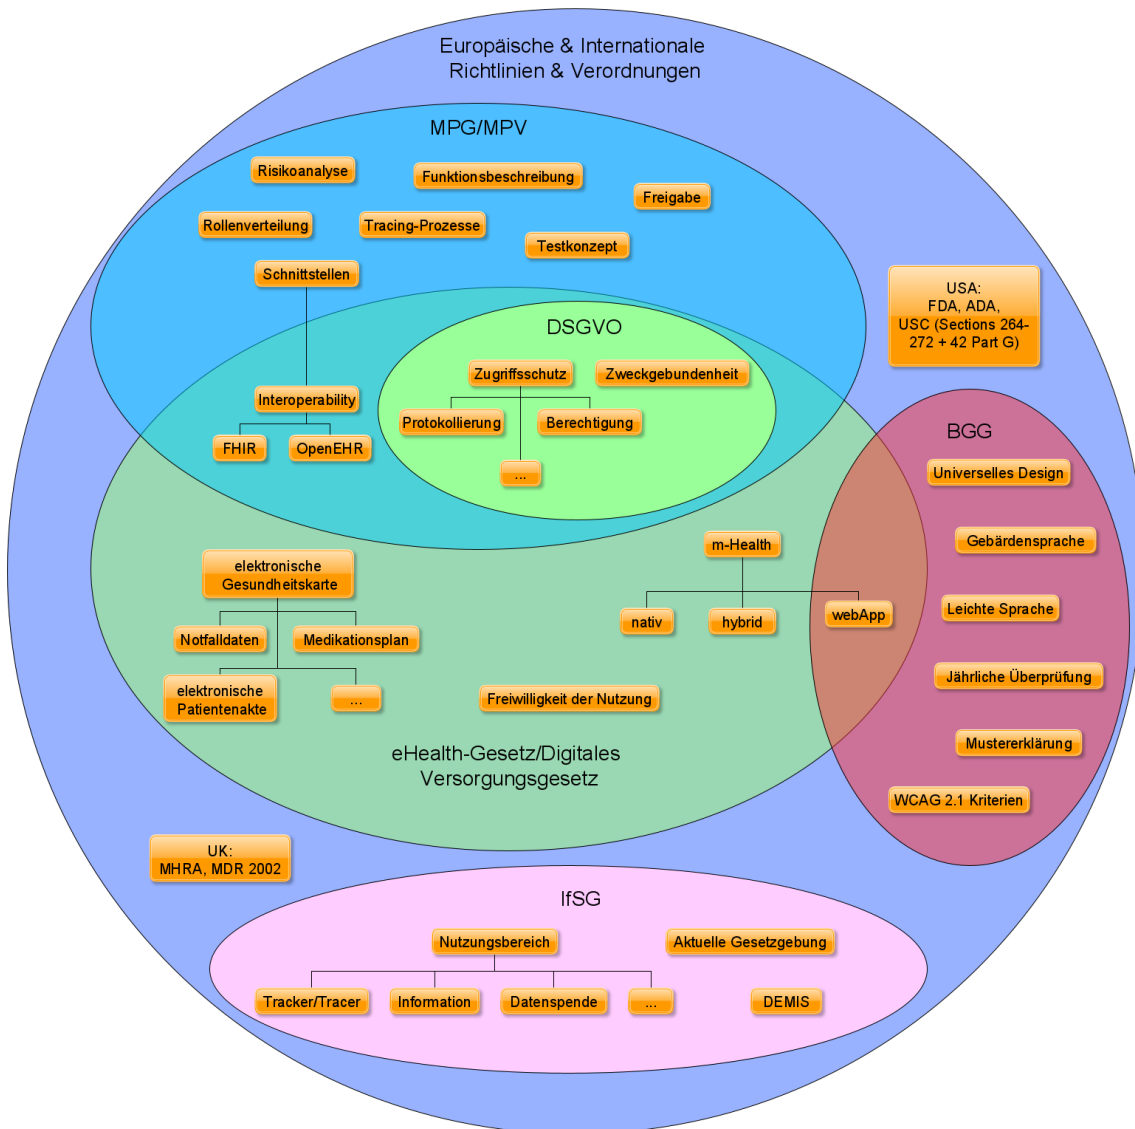 Europäische & Internationale
Richtlinien & Verordnungen
MPG/MPV
Risikoanalyse
Funktionsbeschreibung
Freigabe
Rollenverteilung
Tracing-Prozesse
Testkonzept
Schnittstellen
USA:
FDA, ADA,
USC (Sections 264-
272 + 42 Part G)
DSGVO
Zugriffsschutz
Zweckgebundenheit
Interoperability
Protokollierung
Berechtigung
FHIR
OpenEHR
...
BGG
Universelles Design
Gebärdensprache
Leichte Sprache
Jährliche Überprüfung
Mustererklärung
WCAG 2.1 Kriterien
m-Health
nativ
hybrid
webApp
elektronische
Gesundheitskarte
Notfalldaten
Medikationsplan
elektronische
Patientenakte
...
Freiwilligkeit der Nutzung
eHealth-Gesetz/Digitales
Versorgungsgesetz
UK:
MHRA, MDR 2002
IfSG
Nutzungsbereich
Aktuelle Gesetzgebung
Tracker/Tracer
Information
Datenspende
...
DEMIS